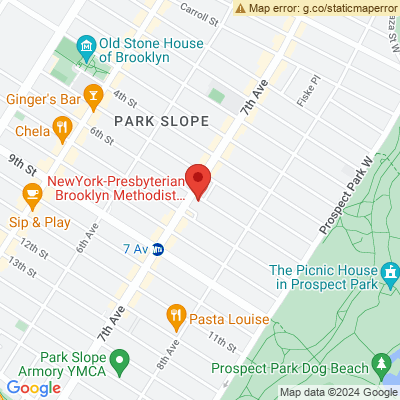 Map error: g.co/staticmaperror
Carroll St
Plaza St W
Old Stone House
of Brooklyn
7th Ave
Fiske Pl
Ginger's Bar
4th St
PARK SLOPE
Chela
6th St
9th St
Prospect Park W
NewYork-Presbyterian
Brooklyn Methodist...
Sip & Play
6th Ave
12th St
7 Av
13th St
The Picnic House
in Prospect Park
7th Ave
Pasta Louise
11th St
Park Slope
Armory YMCA
8th Ave
Prospect Park Dog Beach
Google
Map data ©2024 Google